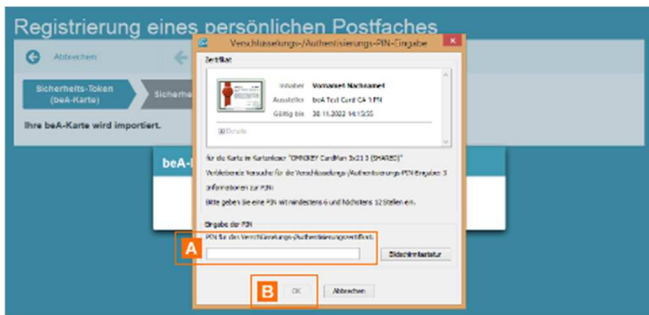 Registrierung eines persönlichen Postfaches
Abbrechen
Sicherheits-Token
(beA-Karte)
Sicherhe
Ihre beA-Karte wird importiert.
beA-
Verschlüsselungs-/Authentisierungs-PIN-Eingabe
Zertifikat
Inhaber Vorname1 Nachname1
Aussteller beA Test Card CA 1:PN
Gültig bis 30.11.2022 14:15:55
Details
für die Karte im Kartenleser "OMNIKEY CardMan 3x21 0 (SHARED)"
Verbleibende Versuche für die Verschlüsselungs-/Authentisierungs-PIN-Eingabe: 3
Informationen zur PIN:
Bitte geben Sie eine PIN mit mindestens 6 und höchstens 12 Stellen ein.
Eingabe der PIN
PIN für das Verschlüsselungs-/Authentisierungszertifikat:
A
Bildschirmtastatur
B
OK
Abbrechen